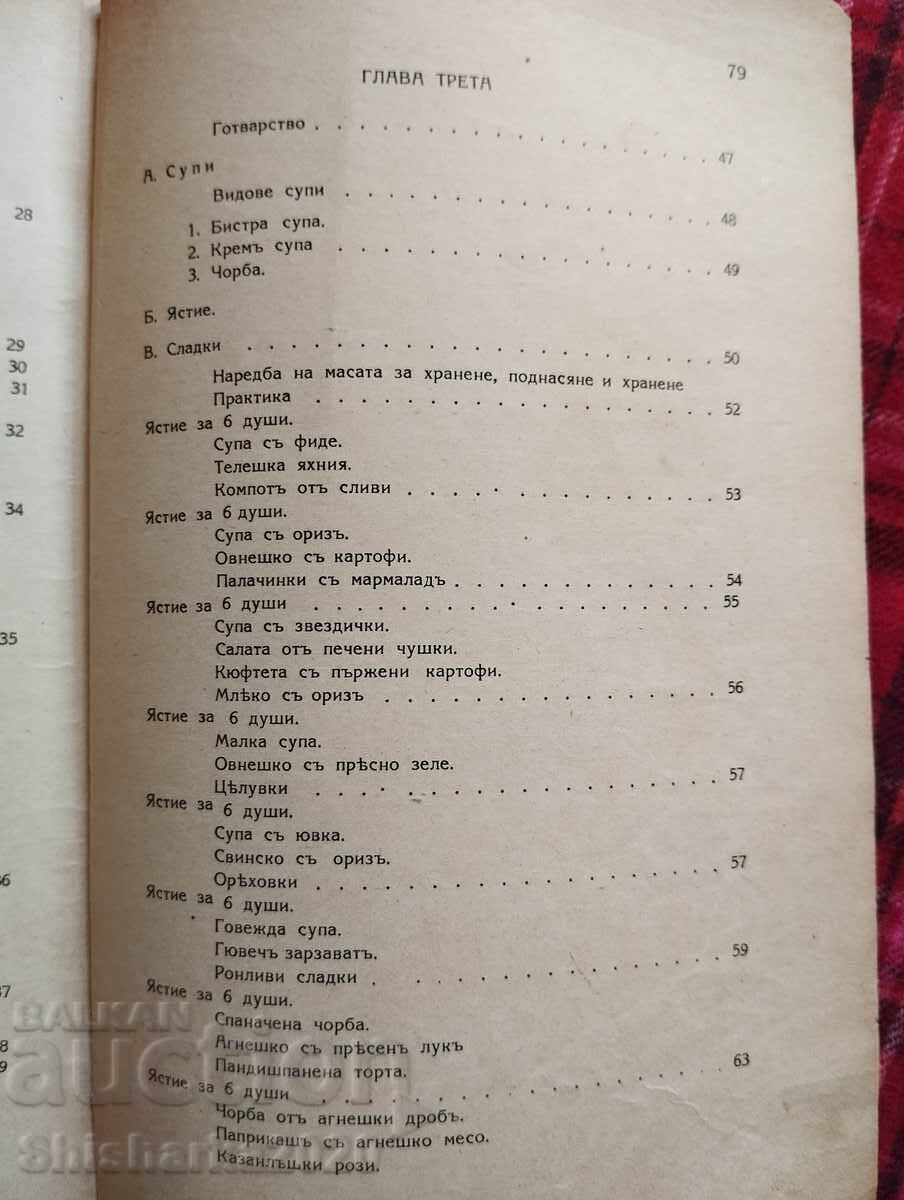 79
ГЛАВА ТРЕТА
Готварство . . . . . . . . . . . . . . . . 47
А. Супи
Видове супи . . . . . . . . . . . . . . . . 48
1. Бистра супа.
2. Кремъ супа . . . . . . . . . . . . . . . . 49
3. Чорба.
Б. Ястие.
В. Сладки . . . . . . . . . . . . . . . . . . 50
Наредба на масата за хранене, поднасяне и хранене
Практика . . . . . . . . . . . . . . . . . 52
Ястие за 6 души.
Супа съ фиде.
Телешка яхния.
Компотъ отъ сливи . . . . . . . . . . . . . 53
Ястие за 6 души.
Супа съ оризъ.
Овнешко съ картофи.
Палачинки съ мармаладъ . . . . . . . . . . . 54
Ястие за 6 души . . . . . . . . . . . . . . . 55
Супа съ звездички.
Салата отъ печени чушки.
Кюфтета съ пържени картофи.
Млѣко съ оризъ . . . . . . . . . . . . . . . 56
Ястие за 6 души.
Малка супа.
Овнешко съ прѣсно зеле.
Цѣлувки . . . . . . . . . . . . . . . . . . 57
Ястие за 6 души.
Супа съ ювка.
Свинско съ оризъ.
Орѣховки . . . . . . . . . . . . . . . . . . 57
Ястие за 6 души.
Говежда супа.
Гювечъ зарзаватъ.
Ронливи сладки . . . . . . . . . . . . . . . 59
Ястие за 6 души.
Спаначена чорба.
Агнешко съ прѣсенъ лукъ
Пандишпанена торта.
Ястие за 6 души . . . . . . . . . . . . . . . 63
Чорба отъ агнешки дробъ.
Паприкашъ съ агнешко месо.
Казанлъшки рози.
28
29
30
31
32
34
35
36
37
8
9
BALKAN
auction